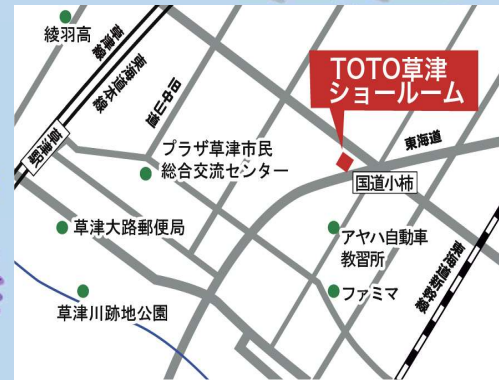 綾羽高
草津線
東海道本線
旧中山道
TOTO草津
ショールーム
東海道
草津駅
プラザ草津市民
総合交流センター
国道小柿
草津大路郵便局
アヤハ自動車
教習所
東海道新幹線
ファミマ
草津川跡地公園